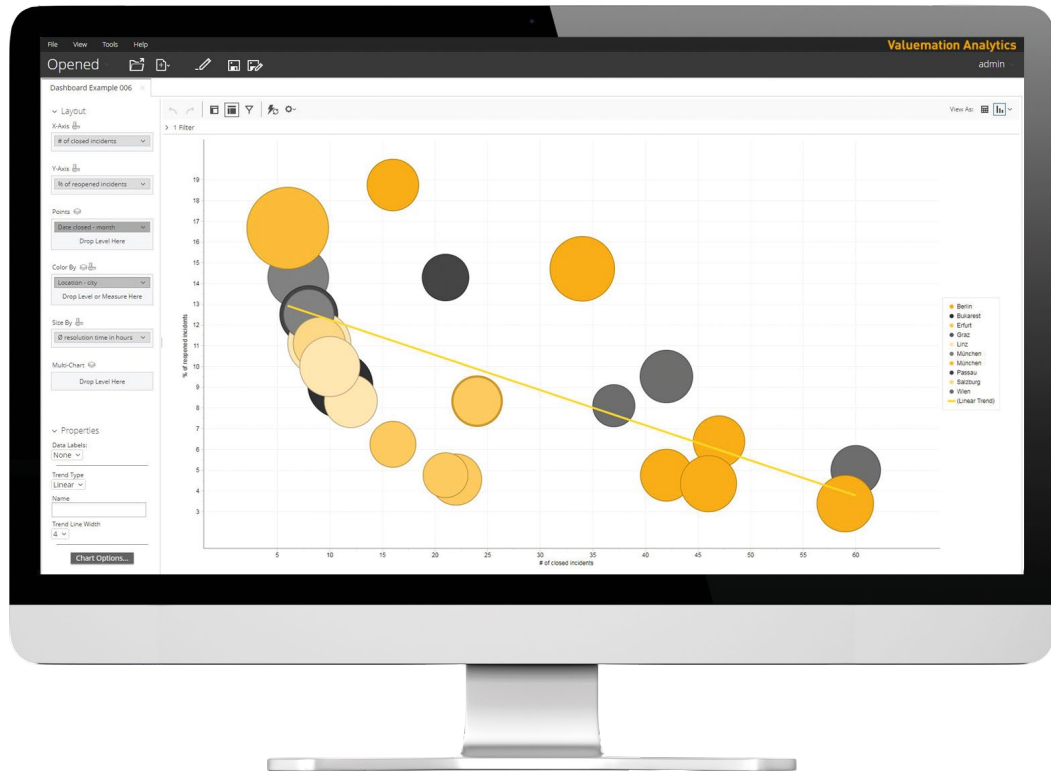 File View Tools Help
Valuemation Analytics
Opened
admin
Dashboard Example 006
Layout
X-Axis
# of closed incidents
Y-Axis
% of reopened incidents
Points
Date closed - month
Drop Level Here
Color By
Location - city
Drop Level or Measure Here
Size By
Ø resolution time in hours
Multi-Chart
Drop Level Here
Properties
Data Labels:
None
Trend Type
Linear
Name
Trend Line Width
4
Chart Options...
View As:
1 Filter
% of reopened incidents
19
18
17
16
15
14
13
12
11
10
9
8
7
6
5
4
3
5 10 15 20 25 30 35 40 45 50 55 60
# of closed incidents
Berlin
Bukarest
Erfurt
Graz
Linz
München
München
Passau
Salzburg
Wien
(Linear Trend)